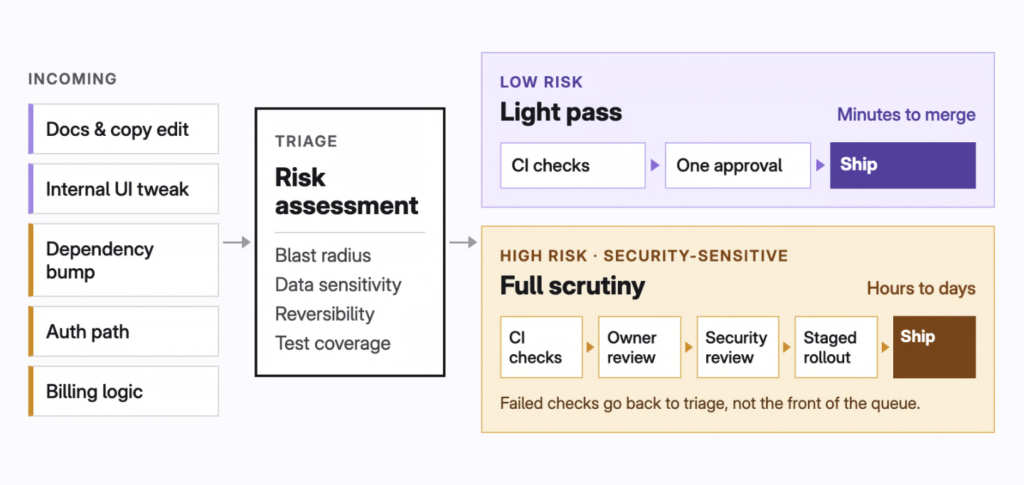 INCOMING
Docs & copy edit
Internal UI tweak
Dependency
bump
Auth path
Billing logic
TRIAGE
Risk
assessment
Blast radius
Data sensitivity
Reversibility
Test coverage
LOW RISK
Light pass
Minutes to merge
CI checks
One approval
Ship
HIGH RISK · SECURITY-SENSITIVE
Full scrutiny
Hours to days
CI
checks
Owner
review
Security
review
Staged
rollout
Ship
Failed checks go back to triage, not the front of the queue.